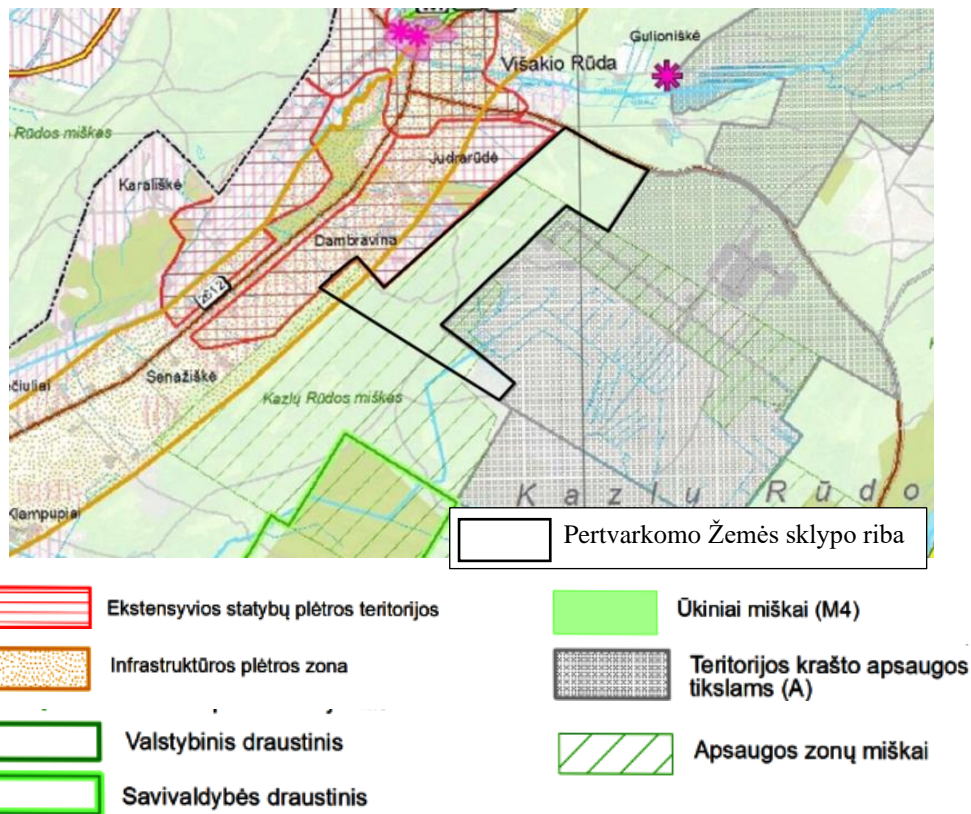 Gulioniškė
Višakio Rūda
Rūdos miškas
Judrarūdė
Karališkė
Dambravina
2612
Senažiškė
čiuliai
Kazlų Rūdos miškas
Klampupiai
Kazlų Rūdo
Pertvarkomo Žemės sklypo riba
Ekstensyvios statybų plėtros teritorijos
Ūkiniai miškai (M4)
Infrastruktūros plėtros zona
Teritorijos krašto apsaugos
tikslams (A)
Valstybinis draustinis
Apsaugos zonų miškai
Savivaldybės draustinis